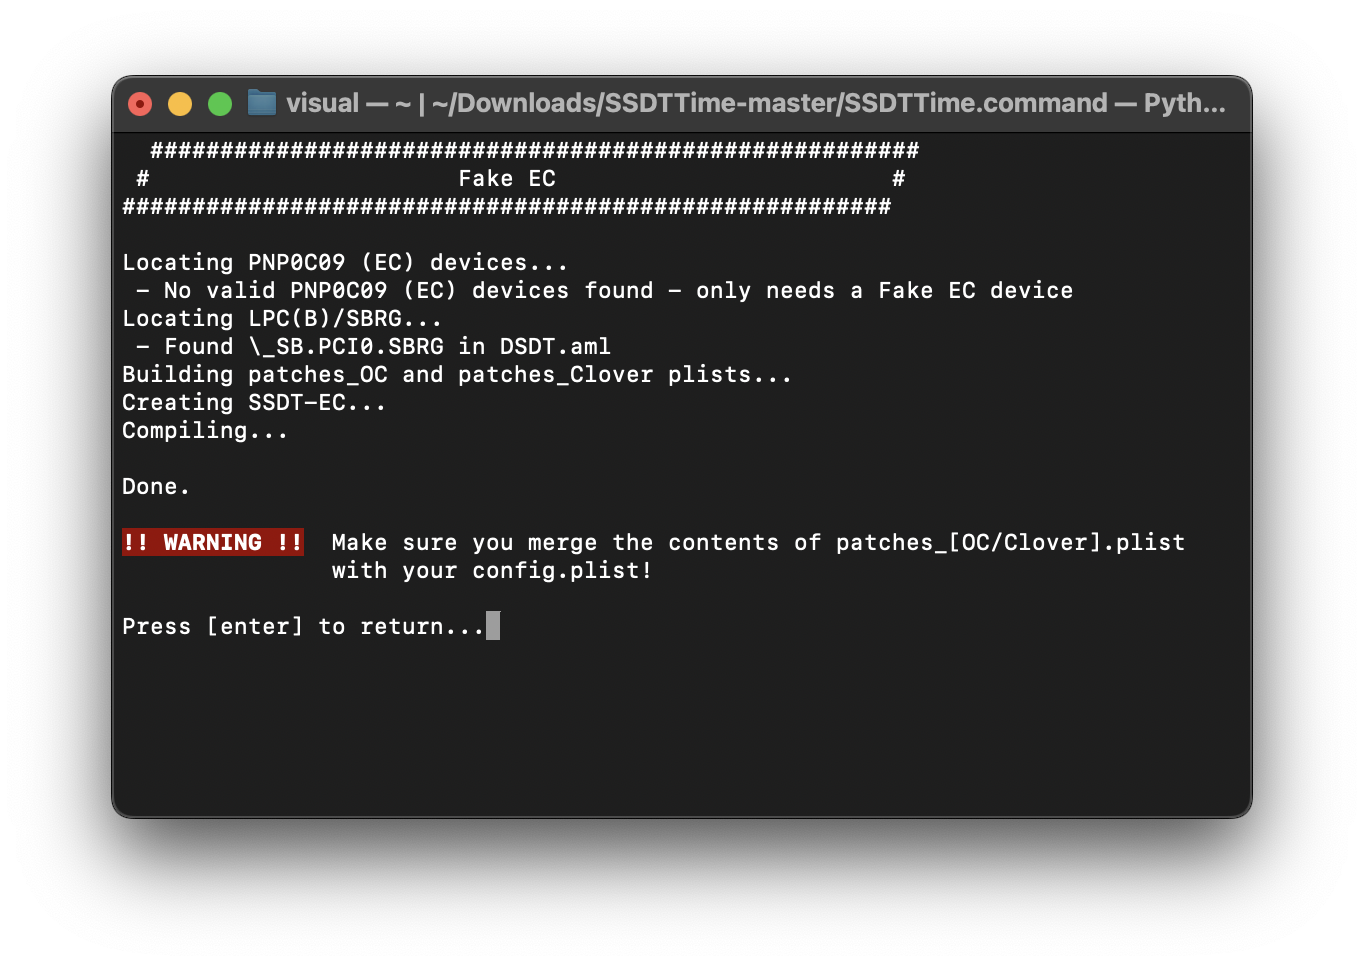 visual — ~ | ~/Downloads/SSDTTime-master/SSDTTime.command — Pyth...
#######################################################
# Fake EC #
#######################################################
Locating PNP0C09 (EC) devices...
- No valid PNP0C09 (EC) devices found - only needs a Fake EC device
Locating LPC(B)/SBRG...
- Found \_SB.PCI0.SBRG in DSDT.aml
Building patches_OC and patches_Clover plists...
Creating SSDT-EC...
Compiling...
Done.
!! WARNING !! Make sure you merge the contents of patches_[OC/Clover].plist
with your config.plist!
Press [enter] to return...